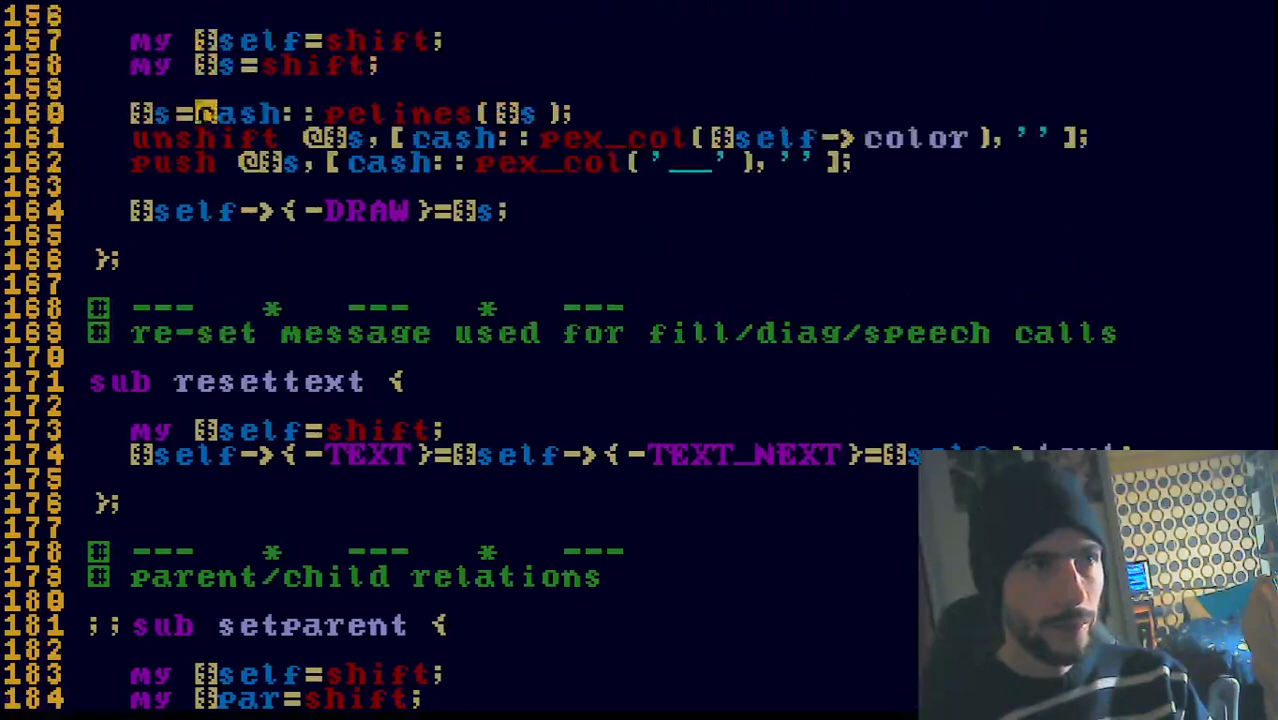 156
157 my $self=shift;
158 my $s=shift;
159
160 $s=cash::pelines($s );
161 unshift @$s,[cash::pex_col($self->color),''];
162 push @$s,[cash::pex_col('__'),''];
163
164 $self->{-DRAW}=$s;
165
166 };
167
168 # --- * --- * ---
169 # re-set message used for fill/diag/speech calls
170
171 sub resettext {
172
173 my $self=shift;
174 $self->{-TEXT}=$self->{-TEXT_NEXT}=$
175
176 };
177
178 # --- * --- * ---
179 # parent/child relations
180
181 ;;sub setparent {
182
183 my $self=shift;
184 my $par=shift;